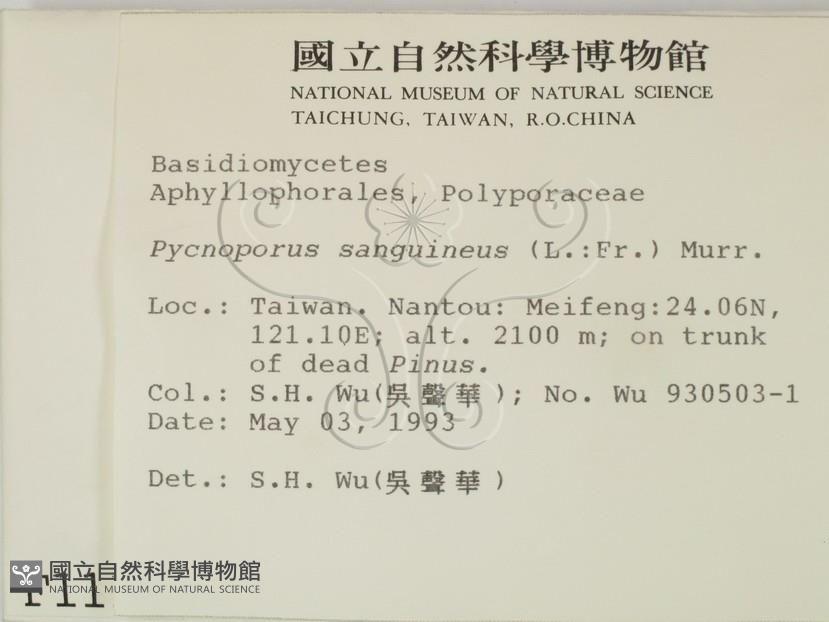 國立自然科學博物館
NATIONAL MUSEUM OF NATURAL SCIENCE
TAICHUNG, TAIWAN, R.O.CHINA
Basidiomycetes
Aphyllophorales, Polyporaceae
Pycnoporus sanguineus (L.:Fr.) Murr.
Loc.: Taiwan. Nantou: Meifeng:24.06N,
121.10E; alt. 2100 m; on trunk
of dead Pinus.
Col.: S.H. Wu(吳聲華); No. Wu 930503-1
Date: May 03, 1993
Det.: S.H. Wu(吳聲華)
國立自然科學博物館
NATIONAL MUSEUM OF NATURAL SCIENCE